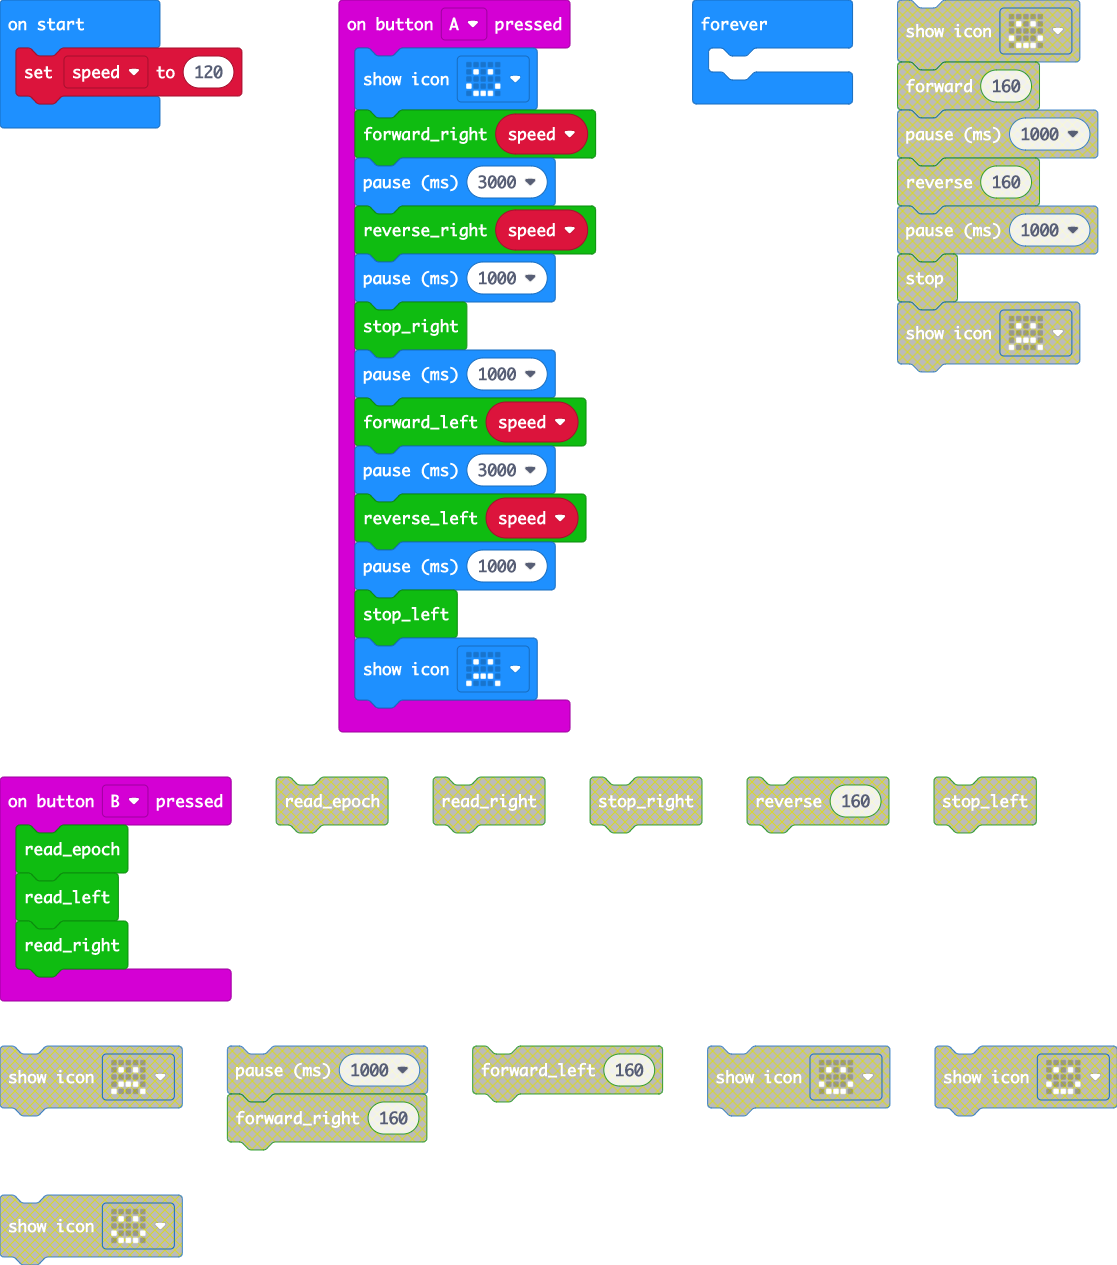 on start
set speed to 120
on button A pressed
show icon
forward_right speed
pause (ms) 3000
reverse_right speed
pause (ms) 1000
stop_right
pause (ms) 1000
forward_left speed
pause (ms) 3000
reverse_left speed
pause (ms) 1000
stop_left
show icon
forever
show icon
forward 160
pause (ms) 1000
reverse 160
pause (ms) 1000
stop
show icon
on button B pressed
read_epoch
read_left
read_right
read_epoch
read_right
stop_right
reverse 160
stop_left
show icon
pause (ms) 1000
forward_right 160
forward_left 160
show icon
show icon
show icon